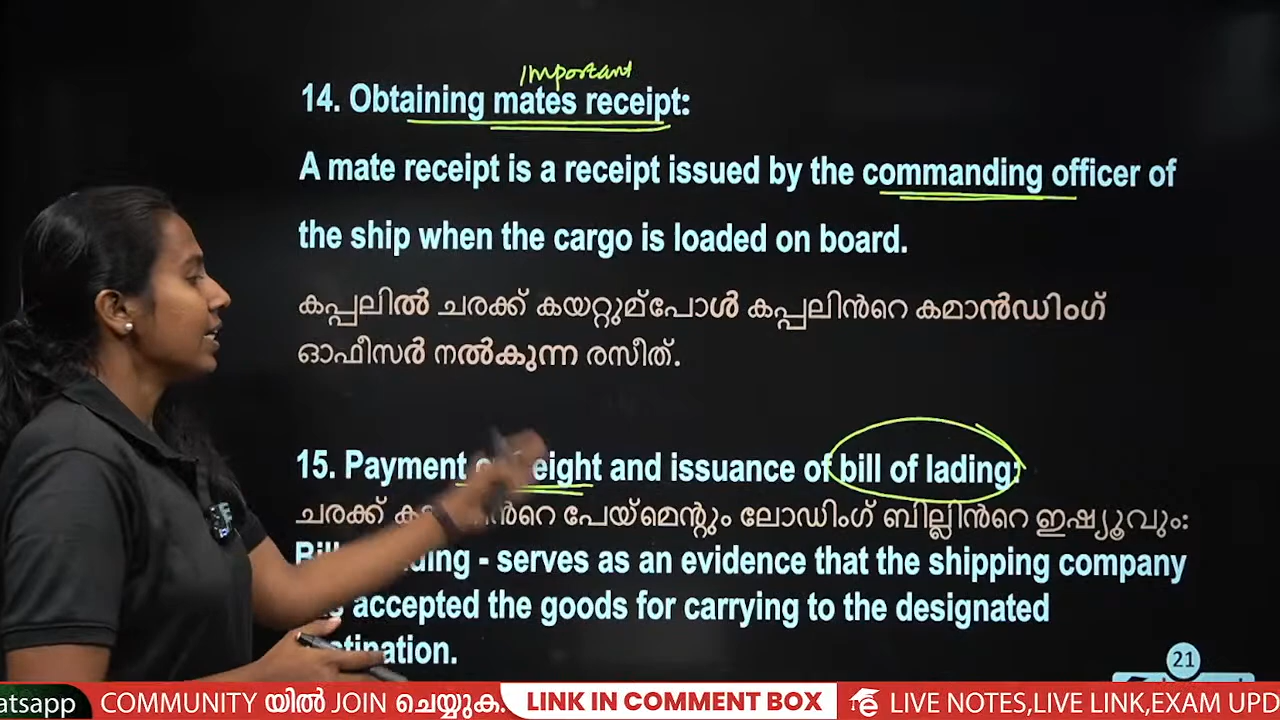 Important
14. Obtaining mates receipt:
A mate receipt is a receipt issued by the commanding officer of
the ship when the cargo is loaded on board.
കപ്പലിൽ ചരക്ക് കയറ്റുമ്പോൾ കപ്പലിൻറെ കമാൻഡിംഗ്
ഓഫീസർ നൽകുന്ന രസീത്.
15. Payment and issuance of bill of lading:
ചരക്ക് പേയ്മെന്റും ലോഡിംഗ് ബില്ലിൻറെ ഇഷ്യൂവും:
- serves as an evidence that the shipping company
accepted the goods for carrying to the designated
21
COMMUNITY യിൽ JOIN ചെയ്യുക. LINK IN COMMENT BOX LIVE NOTES,LIVE LINK,EXAM UPD